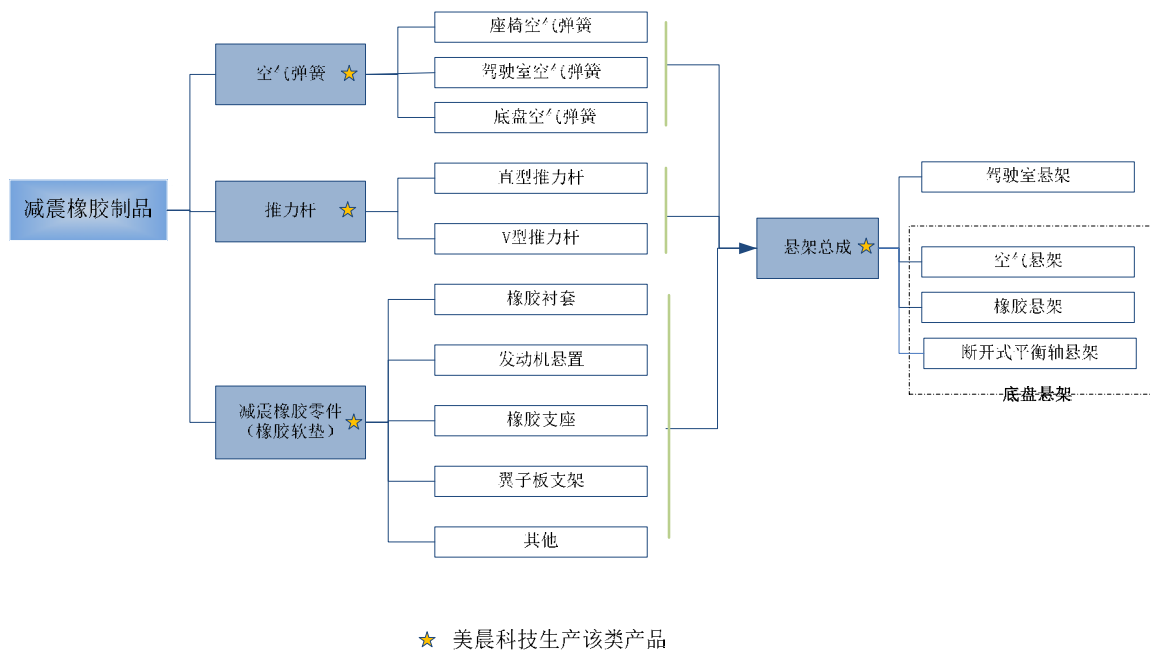 减震橡胶制品
空气弹簧
座椅空气弹簧
驾驶室空气弹簧
底盘空气弹簧
推力杆
直型推力杆
V型推力杆
减震橡胶零件
（橡胶软垫）
橡胶衬套
发动机悬置
橡胶支座
翼子板支架
其他
悬架总成
驾驶室悬架
空气悬架
橡胶悬架
断开式平衡轴悬架
底盘悬架
美晨科技生产该类产品